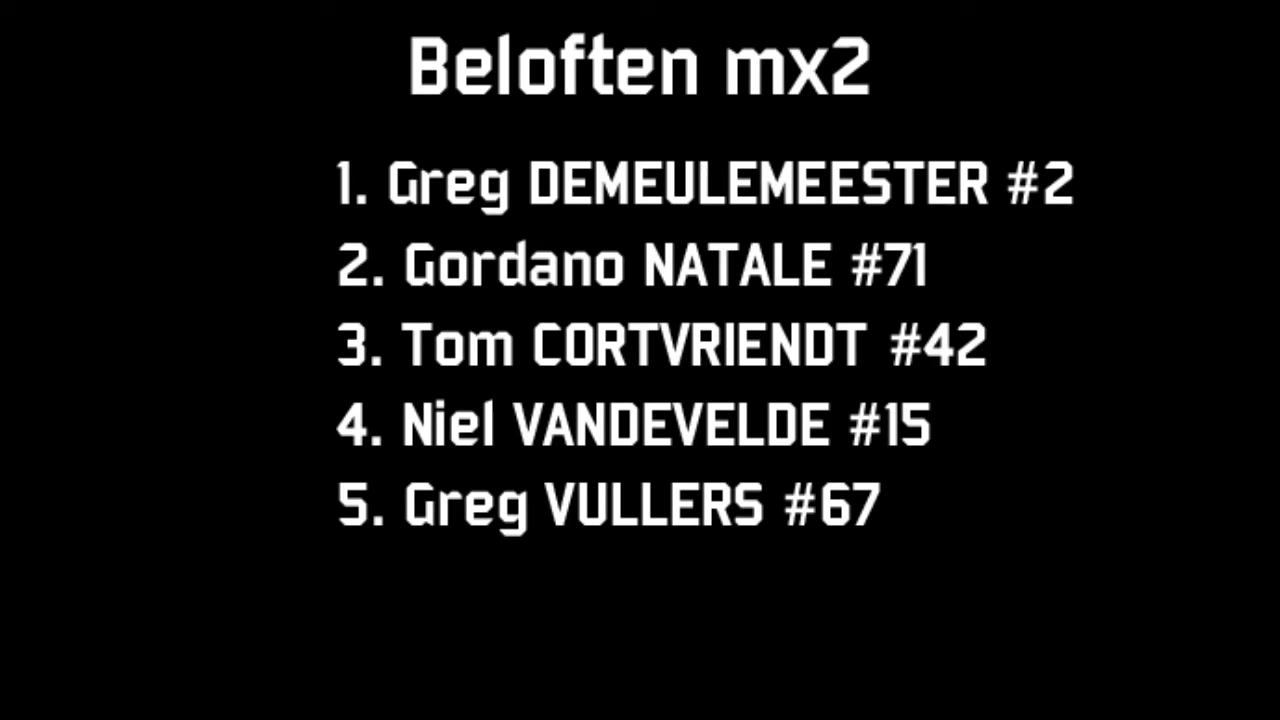 Beloften mx2
1. Greg DEMEULEMEESTER #2
2. Gordano NATALE #71
3. Tom CORTVRIENDT #42
4. Niel VANDEVELDE #15
5. Greg VULLERS #67